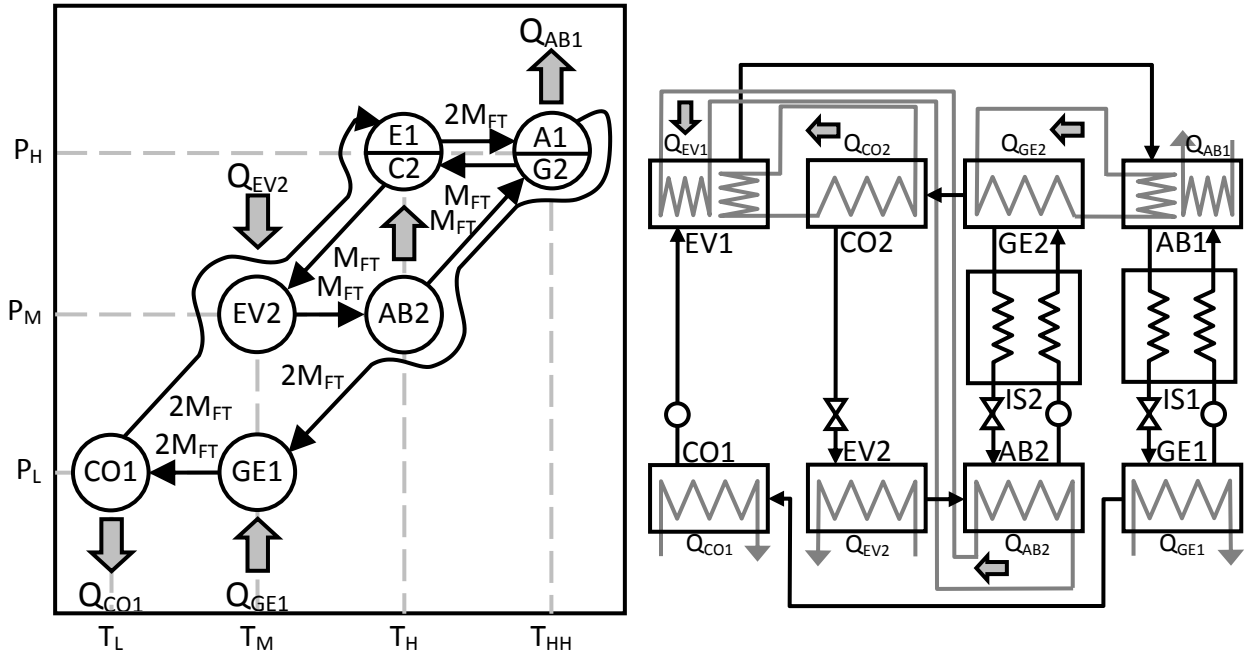 Q_AB1
2M_FT
E1
A1
P_H
C2
G2
Q_EV2
M_FT
M_FT
M_FT
M_FT
P_M
EV2
AB2
2M_FT
2M_FT
2M_FT
P_L
CO1
GE1
Q_CO1
Q_GE1
T_L
T_M
T_H
T_HH
Q_EV1
Q_CO2
Q_GE2
Q_AB1
EV1
CO2
GE2
AB1
IS2
IS1
CO1
EV2
AB2
GE1
Q_CO1
Q_EV2
Q_AB2
Q_GE1